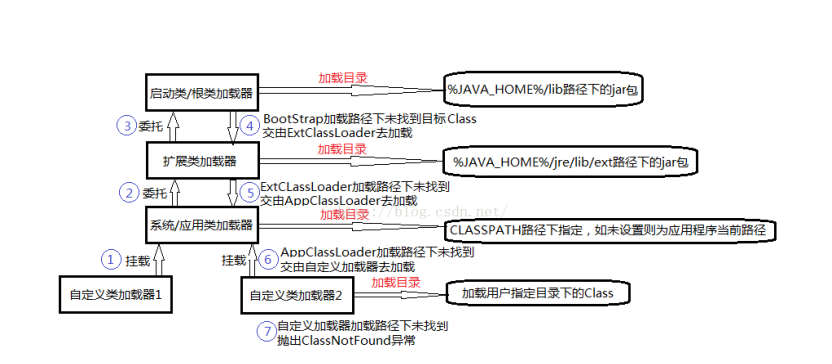 加载目录
启动类/根类加载器
%JAVA_HOME%/lib路径下的jar包
③ 委托
④ BootStrap加载路径下未找到目标Class
交由ExtClassLoader去加载
加载目录
扩展类加载器
%JAVA_HOME%/jre/lib/ext路径下的jar包
② 委托
⑤ ExtCLassLoader加载路径下未找到
交由AppClassLoader去加载
加载目录
://blog.csdn.net/
系统/应用类加载器
CLASSPATH路径下指定，如未设置则为应用程序当前路径
① 挂载
挂载
⑥ AppClassLoader加载路径下未找到
交由自定义加载器去加载
加载目录
自定义类加载器1
自定义类加载器2
加载用户指定目录下的Class
⑦ 自定义加载器加载路径下未找到
抛出ClassNotFound异常